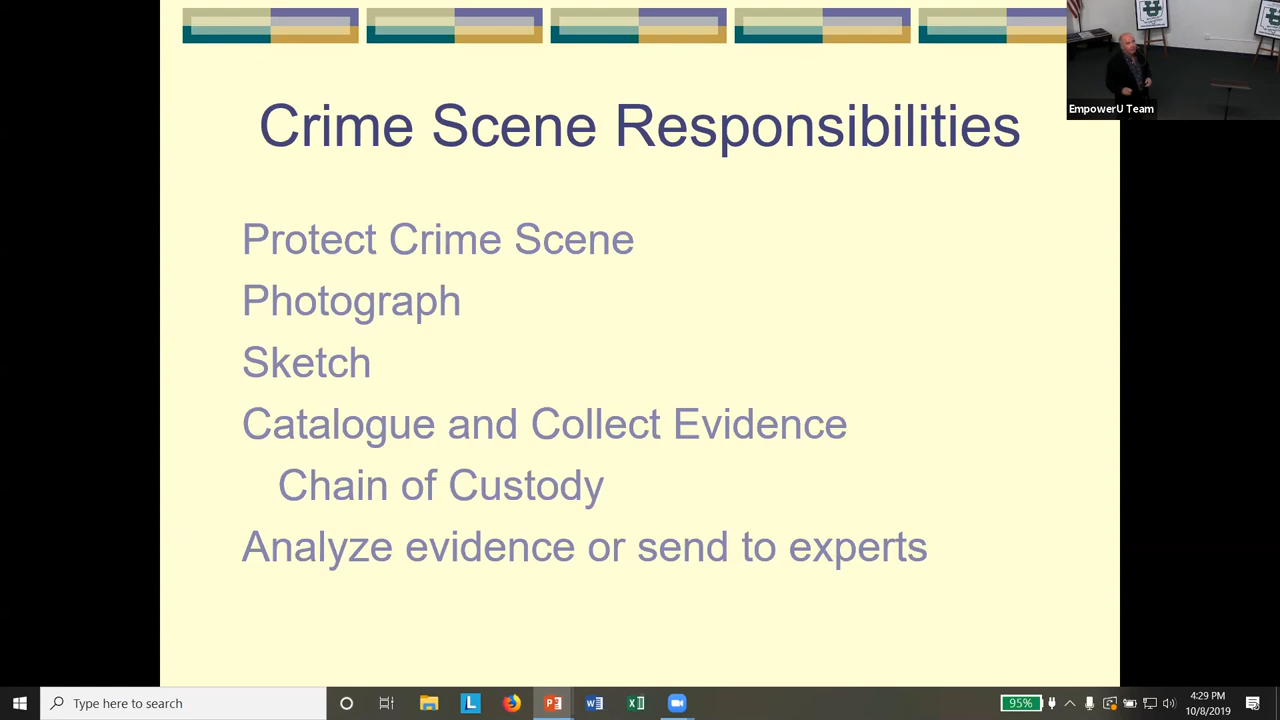 Crime Scene Responsibilities
EmpowerU Team
Protect Crime Scene
Photograph
Sketch
Catalogue and Collect Evidence
Chain of Custody
Analyze evidence or send to experts
Type here to search
95%
4:29 PM
10/8/2019